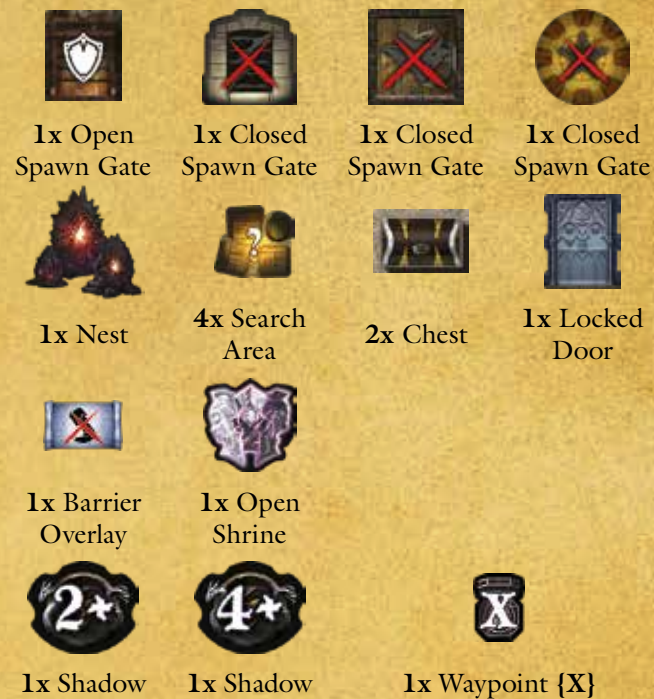 1x Open Spawn Gate
1x Closed Spawn Gate
1x Closed Spawn Gate
1x Closed Spawn Gate
?
1x Nest
4x Search Area
2x Chest
1x Locked Door
1x Barrier Overlay
1x Open Shrine
2+
4+
X
1x Shadow
1x Shadow
1x Waypoint {X}